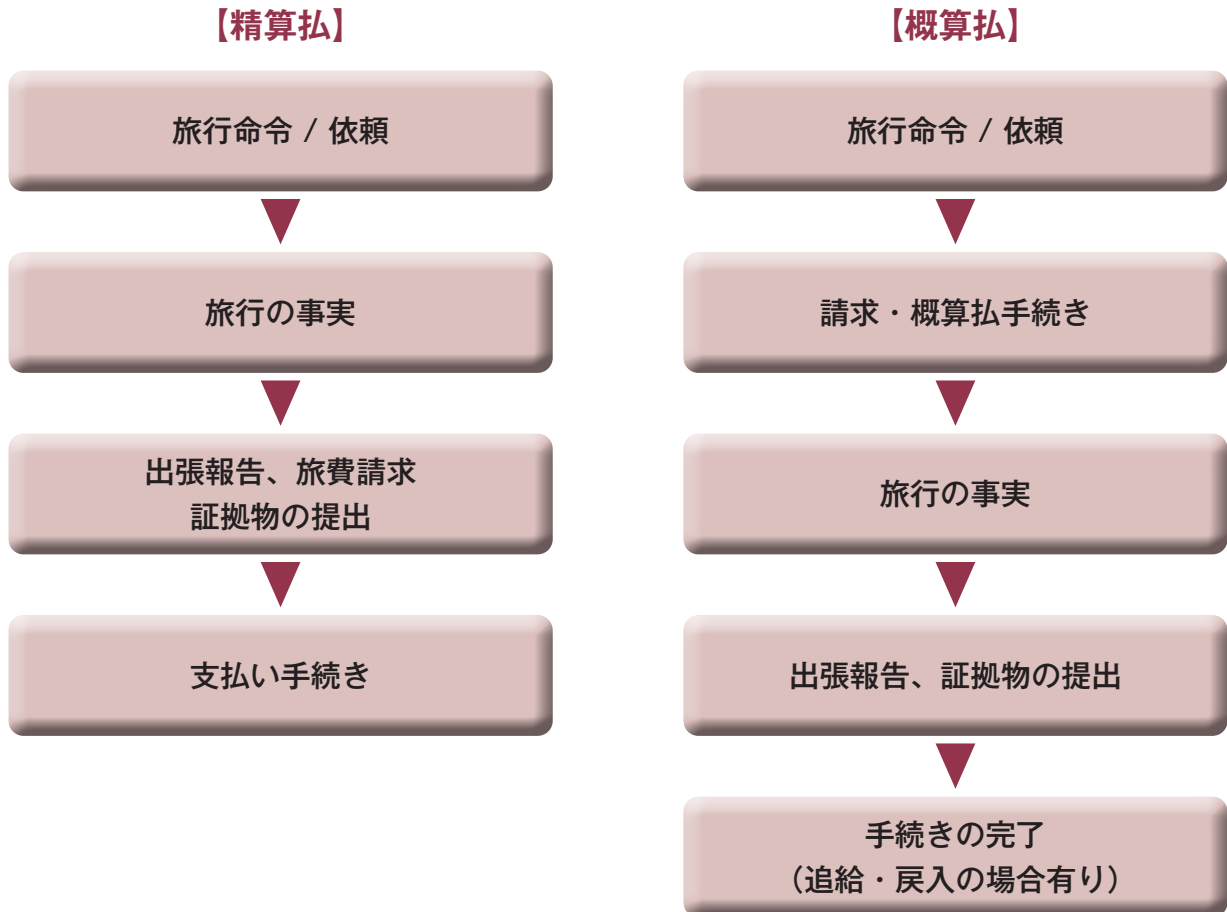 【精算払】
旅行命令 / 依頼
旅行の事実
出張報告、旅費請求
証拠物の提出
支払い手続き
【概算払】
旅行命令 / 依頼
請求・概算払手続き
旅行の事実
出張報告、証拠物の提出
手続きの完了
（追給・戻入の場合有り）